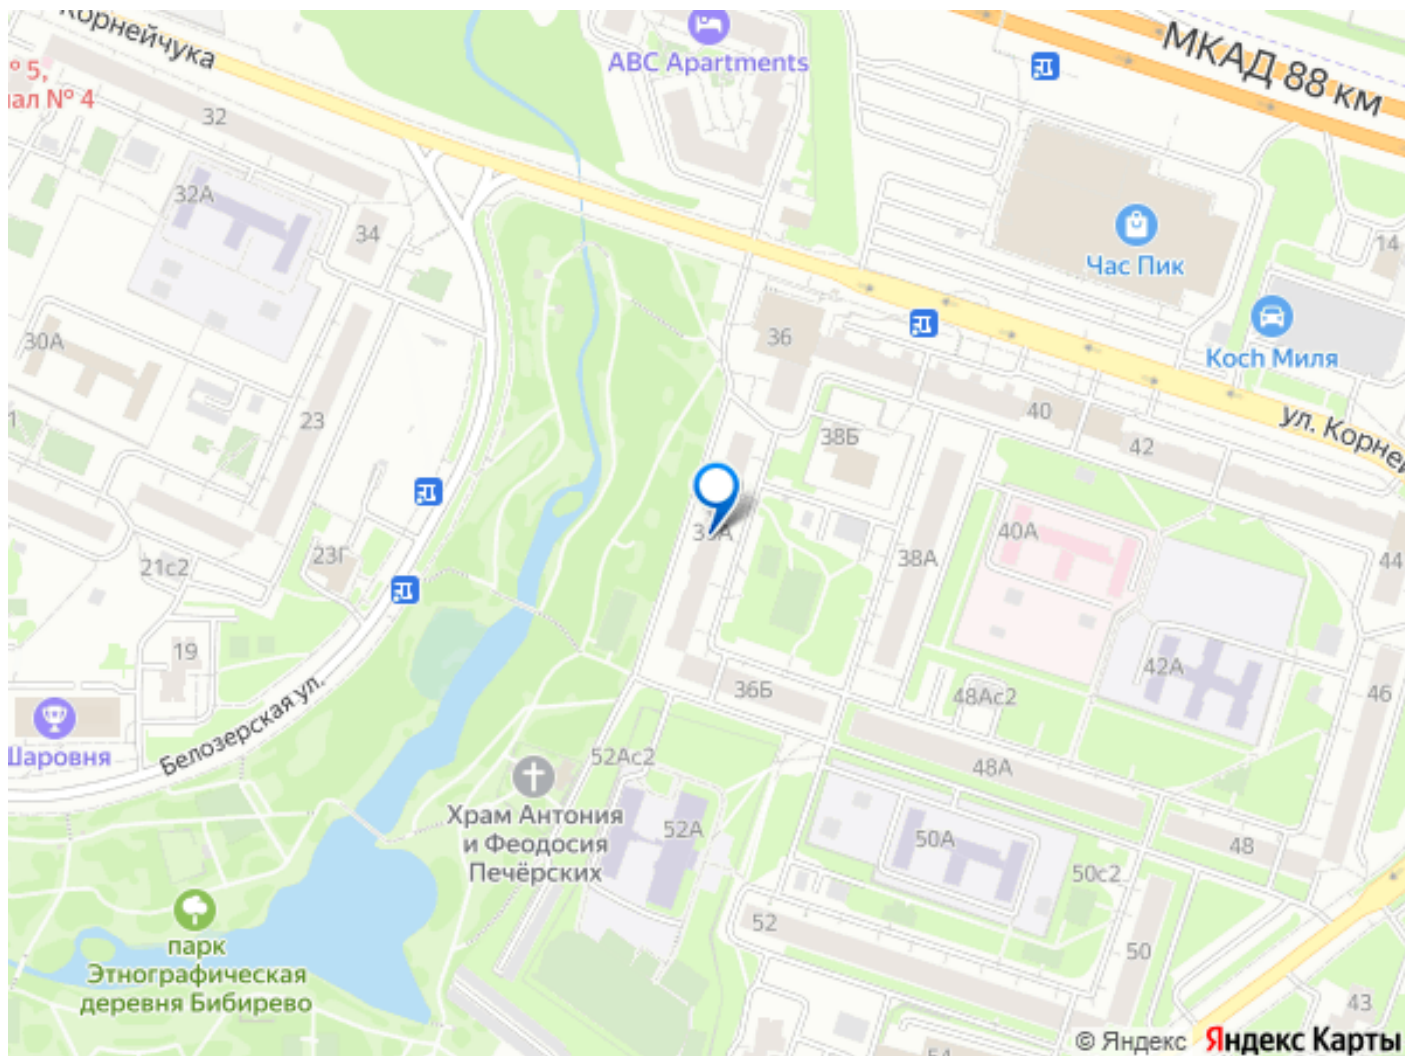 Корнейчука
№ 5,
ал № 4
32
ABC Apartments
МКАД 88 км
32А
34
14
Час Пик
Koch Миля
30А
36
40
ул. Корней
23
38Б
42
40А
44
21с2
23Г
38А
19
36Б
42А
46
48Ас2
Белозерская ул.
Шаровня
52Ас2
48А
Храм Антония
и Феодосия
Печёрских
52А
50А
48
50с2
парк
Этнографическая
деревня Бибирево
52
50
43
© Яндекс
Яндекс Карты